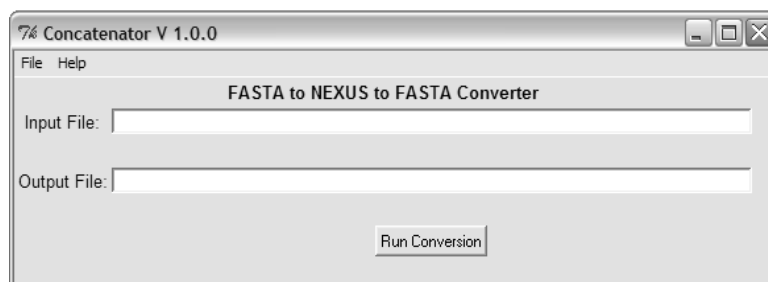 Concatenator V 1.0.0
File Help
FASTA to NEXUS to FASTA Converter
Input File:
Output File:
Run Conversion